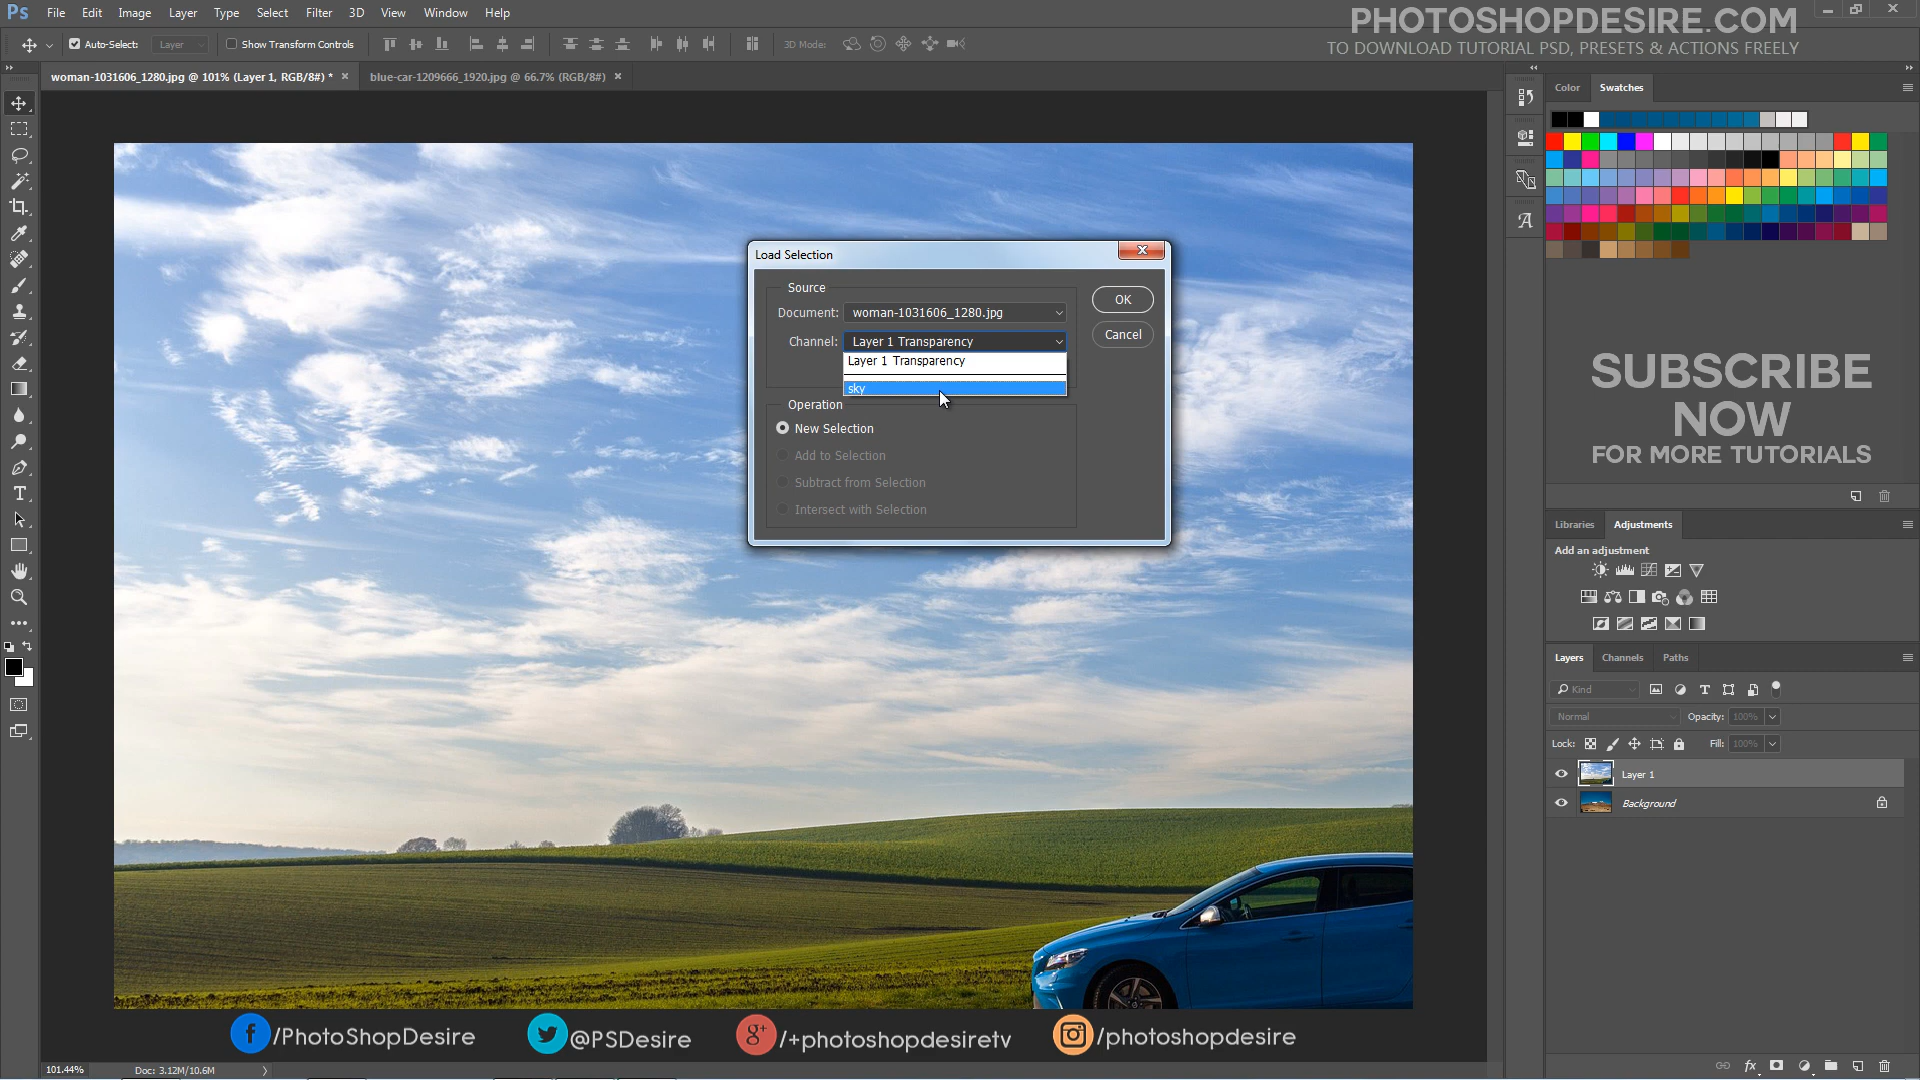 Ps File Edit Image Layer Type Select Filter 3D View Window Help
PHOTOSHOPDESIRE.COM
TO DOWNLOAD TUTORIAL PSD, PRESETS & ACTIONS FREELY
Auto-Select: Layer Show Transform Controls 3D Mode:
woman-1031606_1280.jpg @ 101% (Layer 1, RGB/8#) * × blue-car-1209666_1920.jpg @ 66.7% (RGB/8#) ×
Color Swatches
Load Selection
Source
Document: woman-1031606_1280.jpg
Channel: Layer 1 Transparency
Layer 1 Transparency
sky
OK
Cancel
Operation
New Selection
Add to Selection
Subtract from Selection
Intersect with Selection
SUBSCRIBE
NOW
FOR MORE TUTORIALS
Libraries Adjustments
Add an adjustment
Layers Channels Paths
Kind
Normal Opacity: 100%
Lock: Fill: 100%
Layer 1
Background
/PhotoShopDesire @PSDesire /+photoshopdesiretv /photoshopdesire
101.44% Doc: 3.12M/10.6M